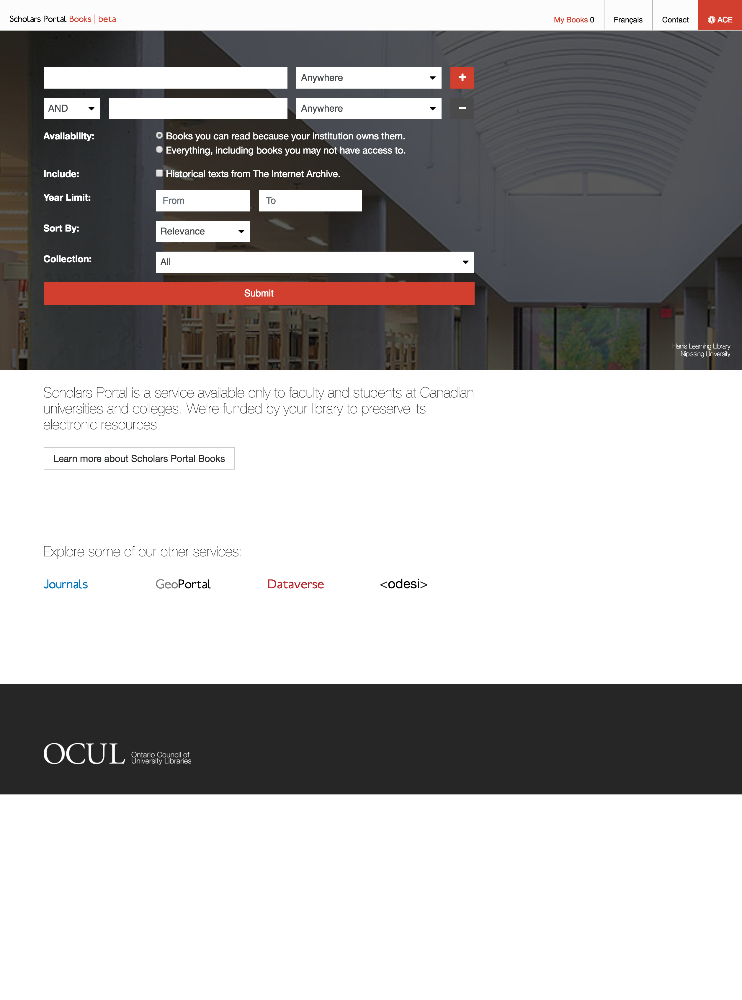 Scholars Portal Books | beta
My Books 0
Français
Contact
ACE
Anywhere
AND
Anywhere
Availability:
Books you can read because your institution owns them.
Everything, including books you may not have access to.
Include:
Historical texts from The Internet Archive.
Year Limit:
From
To
Sort By:
Relevance
Collection:
All
Submit
Harris Learning Library
Nipissing University
Scholars Portal is a service available only to faculty and students at Canadian
universities and colleges. We're funded by your library to preserve its
electronic resources.
Learn more about Scholars Portal Books
Explore some of our other services:
Journals
GeoPortal
Dataverse
<odesi>
OCUL
Ontario Council of
University Libraries